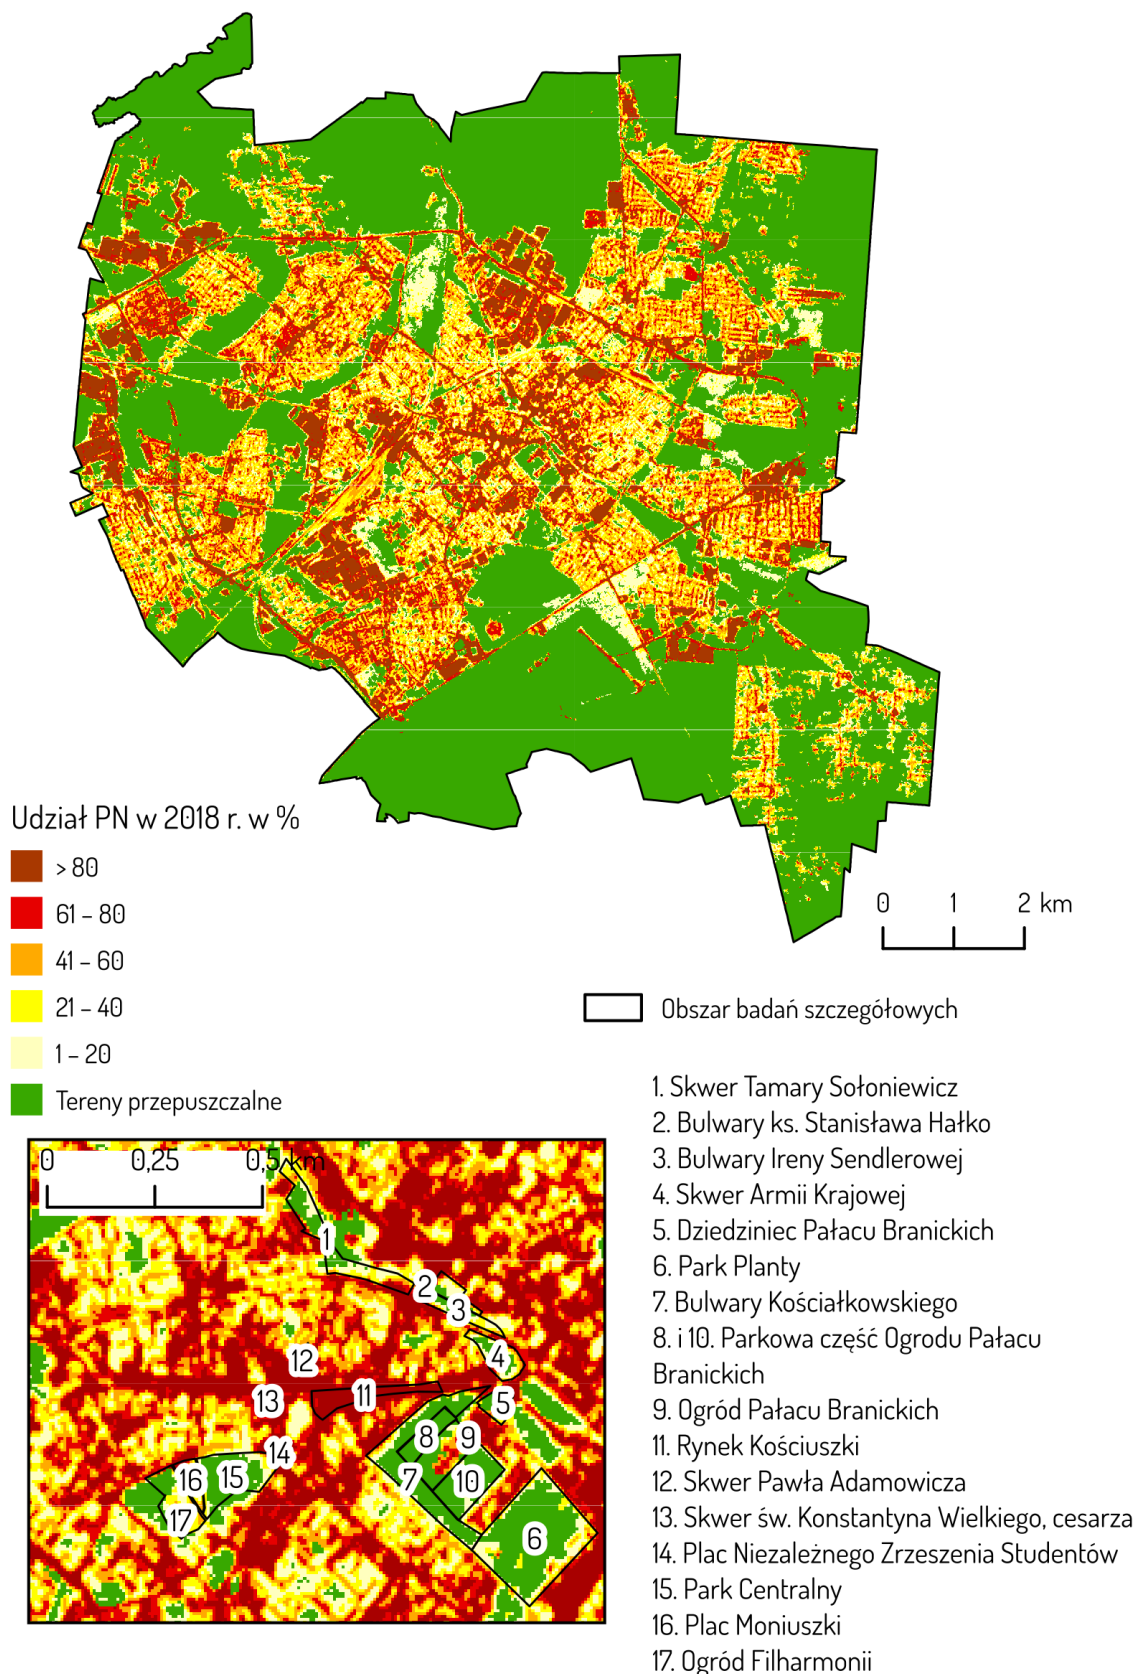 Udział PN w 2018 r. w %
> 80
61 – 80
41 – 60
21 – 40
1 – 20
Tereny przepuszczalne
0 1 2 km
Obszar badań szczegółowych
0 0,25 0,5 km
1
2
3
4
5
6
7
8
9
10
11
12
13
14
15
16
17
1. Skwer Tamary Sołoniewicz
2. Bulwary ks. Stanisława Hałko
3. Bulwary Ireny Sendlerowej
4. Skwer Armii Krajowej
5. Dziedziniec Pałacu Branickich
6. Park Planty
7. Bulwary Kościałkowskiego
8. i 10. Parkowa część Ogrodu Pałacu
Branickich
9. Ogród Pałacu Branickich
11. Rynek Kościuszki
12. Skwer Pawła Adamowicza
13. Skwer św. Konstantyna Wielkiego, cesarza
14. Plac Niezależnego Zrzeszenia Studentów
15. Park Centralny
16. Plac Moniuszki
17. Ogród Filharmonii